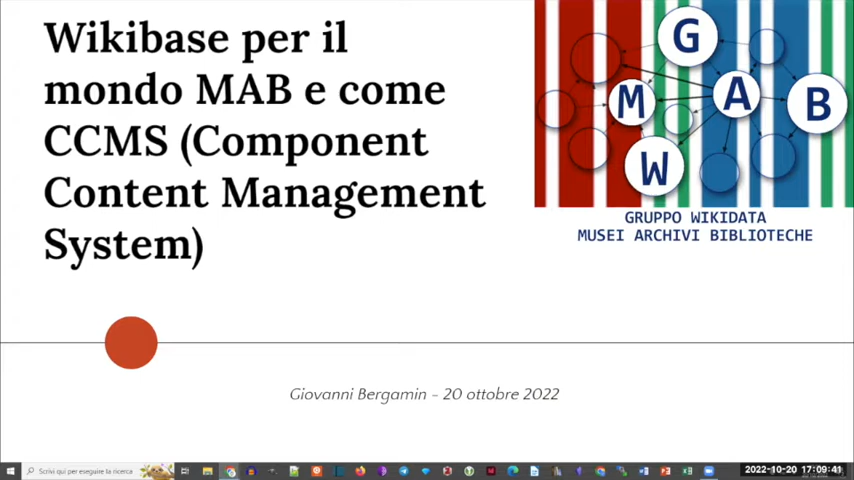 Wikibase per il
mondo MAB e come
CCMS (Component
Content Management
System)
G
M
A
B
W
GRUPPO WIKIDATA
MUSEI ARCHIVI BIBLIOTECHE
Giovanni Bergamin - 20 ottobre 2022
Scrivi qui per eseguire la ricerca
2022-10-20 17:09:41